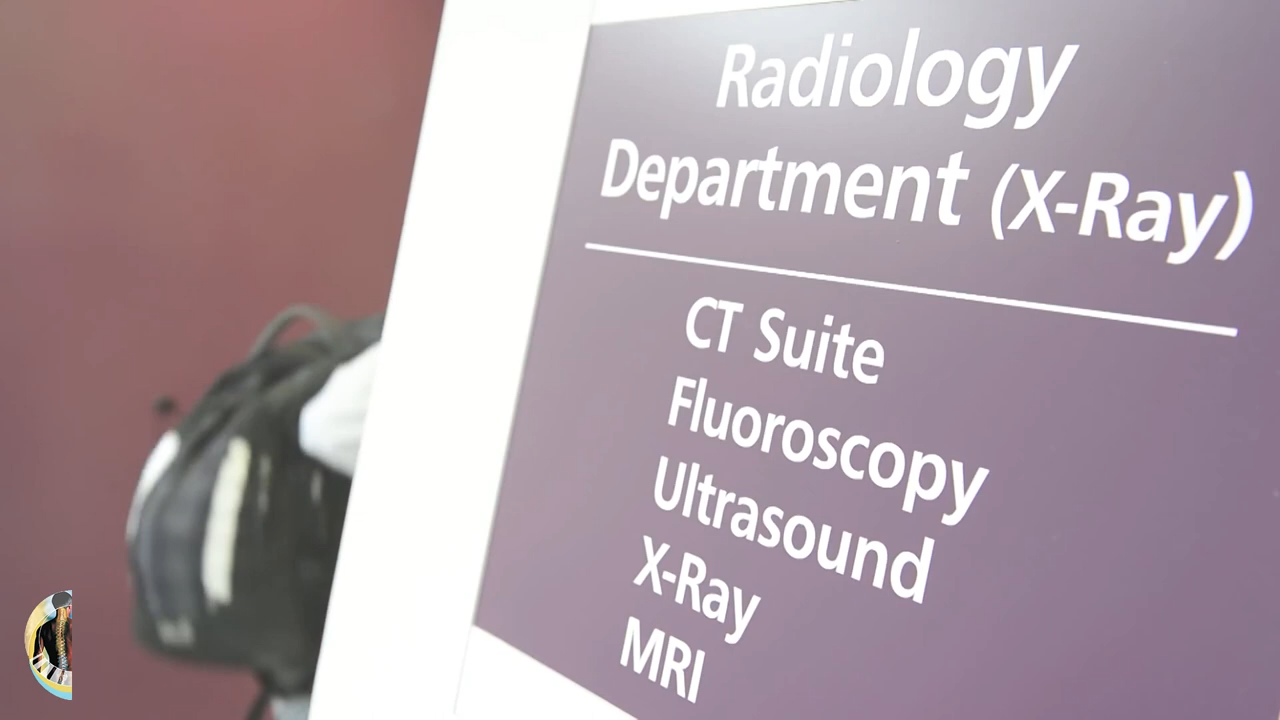 Radiology
Department (X-Ray)
CT Suite
Fluoroscopy
Ultrasound
X-Ray
MRI